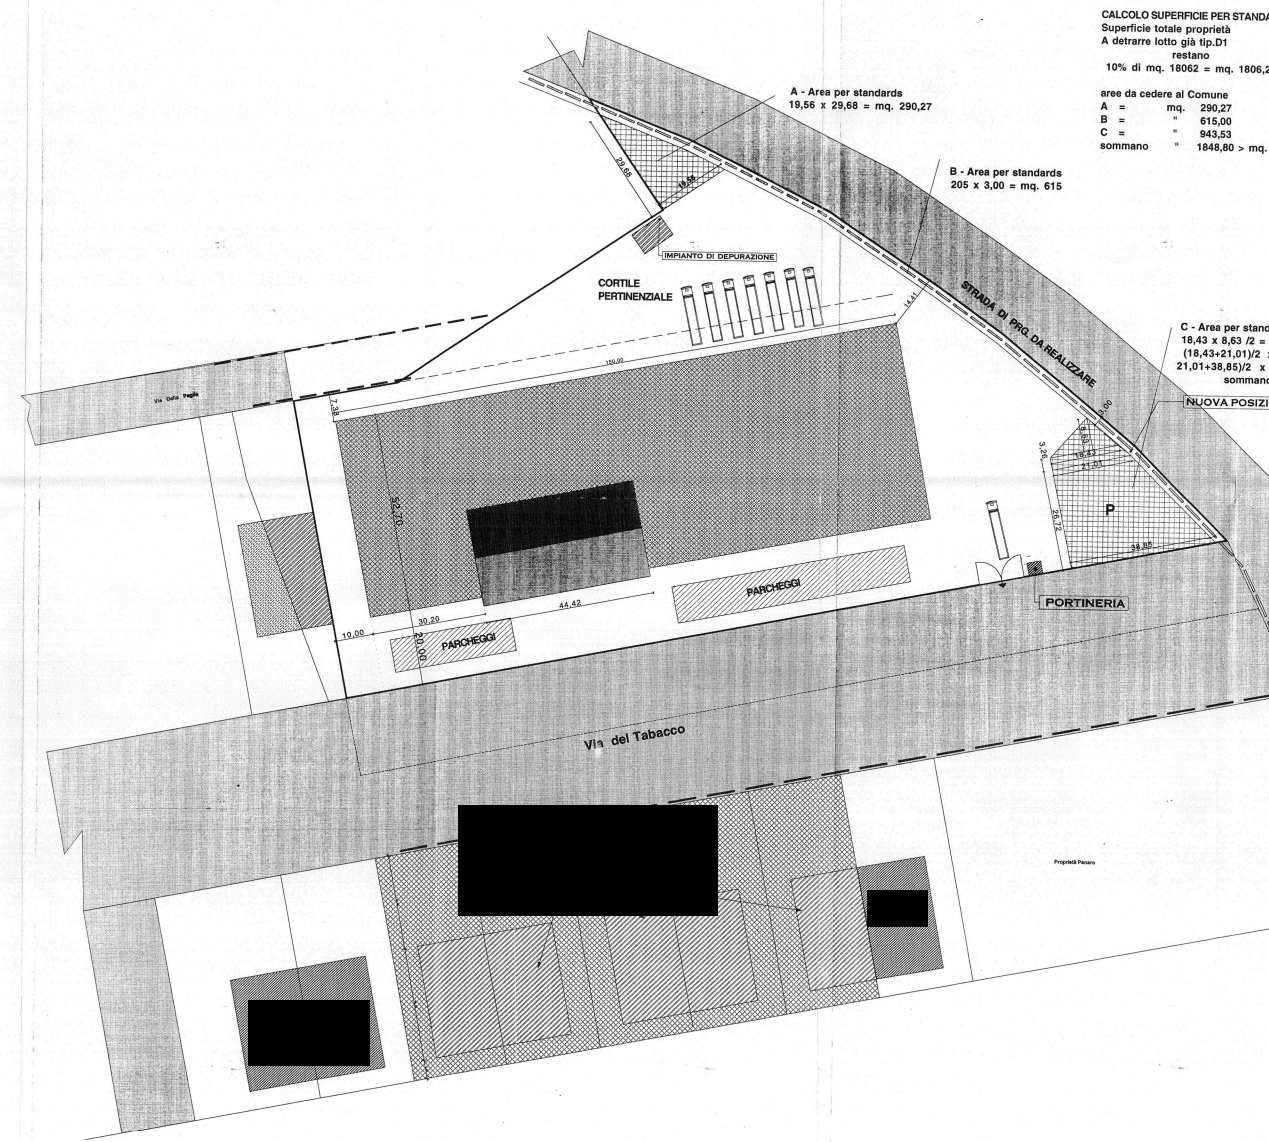 CALCOLO SUPERFICIE PER STANDA
Superficie totale proprietà
A detrarre lotto già tip.D1
restano
10% di mq. 18062 = mq. 1806,2
aree da cedere al Comune
A = mq. 290,27
B = " 615,00
C = " 943,53
sommano " 1848,80 > mq.
A - Area per standards
19,56 x 29,68 = mq. 290,27
29,68
19,56
B - Area per standards
205 x 3,00 = mq. 615
IMPIANTO DI DEPURAZIONE
CORTILE
PERTINENZIALE
14,41
STRADA DI PRG. DA REALIZZARE
C - Area per stand
18,43 x 8,63 /2 =
(18,43+21,01)/2 x
21,01+38,85)/2 x
sommano
NUOVA POSIZI
150,00
Via Della Paglia
7,38
3,00
8,63
3,26
18,43
21,01
52,70
26,72
P
38,85
PARCHEGGI
44,42
PORTINERIA
30,20
10,00
20,00
PARCHEGGI
Via del Tabacco
Proprietà Panaro